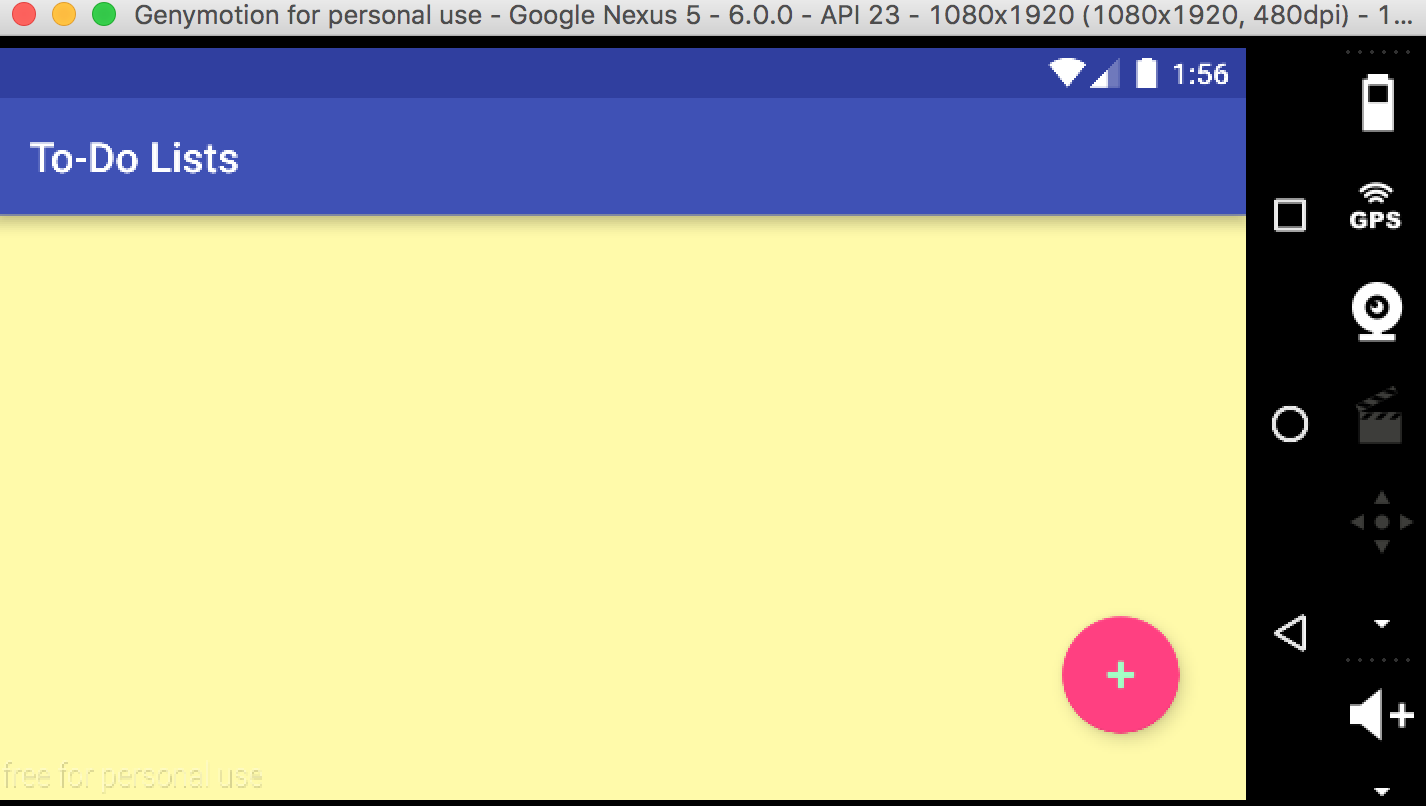 Genymotion for personal use - Google Nexus 5 - 6.0.0 - API 23 - 1080x1920 (1080x1920, 480dpi) - 1...
1:56
To-Do Lists
GPS
free for personal use